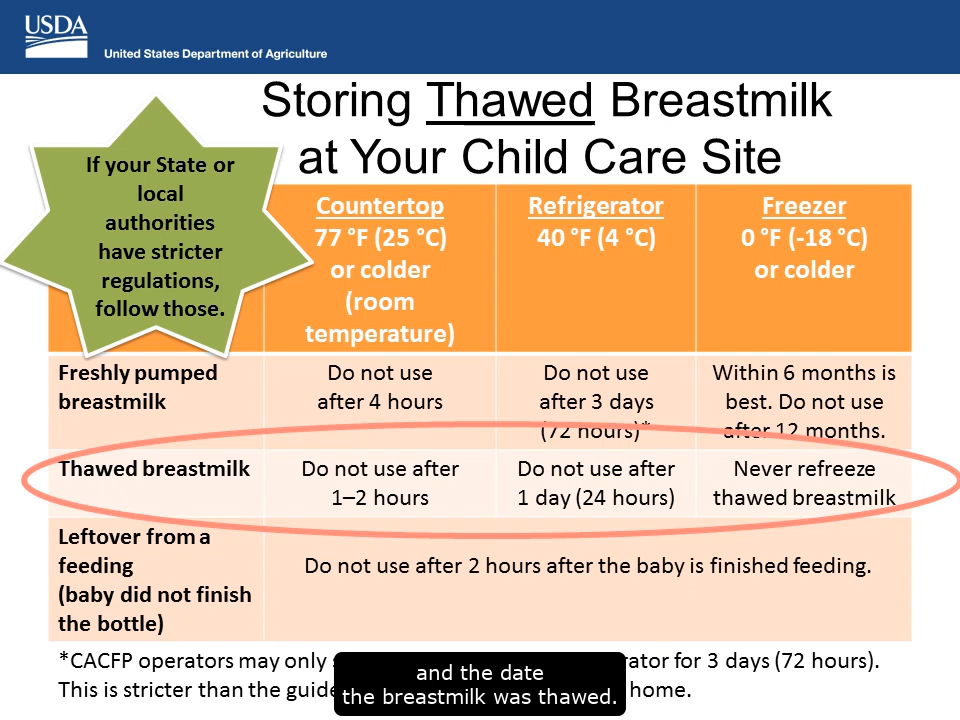 USDA
United States Department of Agriculture
Storing Thawed Breastmilk
at Your Child Care Site
If your State or
local
authorities
have stricter
regulations,
follow those.
Countertop
77 °F (25 °C)
or colder
(room
temperature)
Refrigerator
40 °F (4 °C)
Freezer
0 °F (-18 °C)
or colder
Freshly pumped
breastmilk
Do not use
after 4 hours
Do not use
after 3 days
(72 hours)*
Within 6 months is
best. Do not use
after 12 months.
Thawed breastmilk
Do not use after
1–2 hours
Do not use after
1 day (24 hours)
Never refreeze
thawed breastmilk
Leftover from a
feeding
(baby did not finish
the bottle)
Do not use after 2 hours after the baby is finished feeding.
*CACFP operators may only for 3 days (72 hours).
This is stricter than the home.
and the date
the breastmilk was thawed.